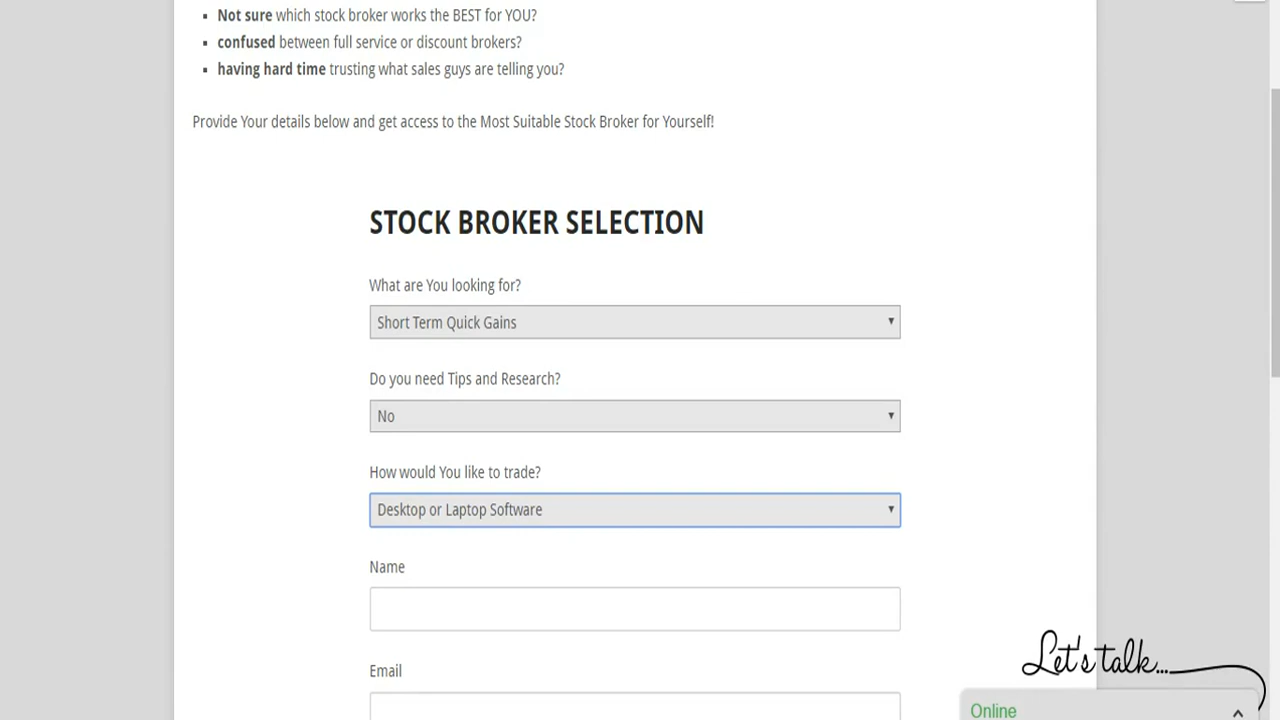 Not sure which stock broker works the BEST for YOU?
confused between full service or discount brokers?
having hard time trusting what sales guys are telling you?
Provide Your details below and get access to the Most Suitable Stock Broker for Yourself!
STOCK BROKER SELECTION
What are You looking for?
Short Term Quick Gains
Do you need Tips and Research?
No
How would You like to trade?
Desktop or Laptop Software
Name
Email
Let's talk...
Online